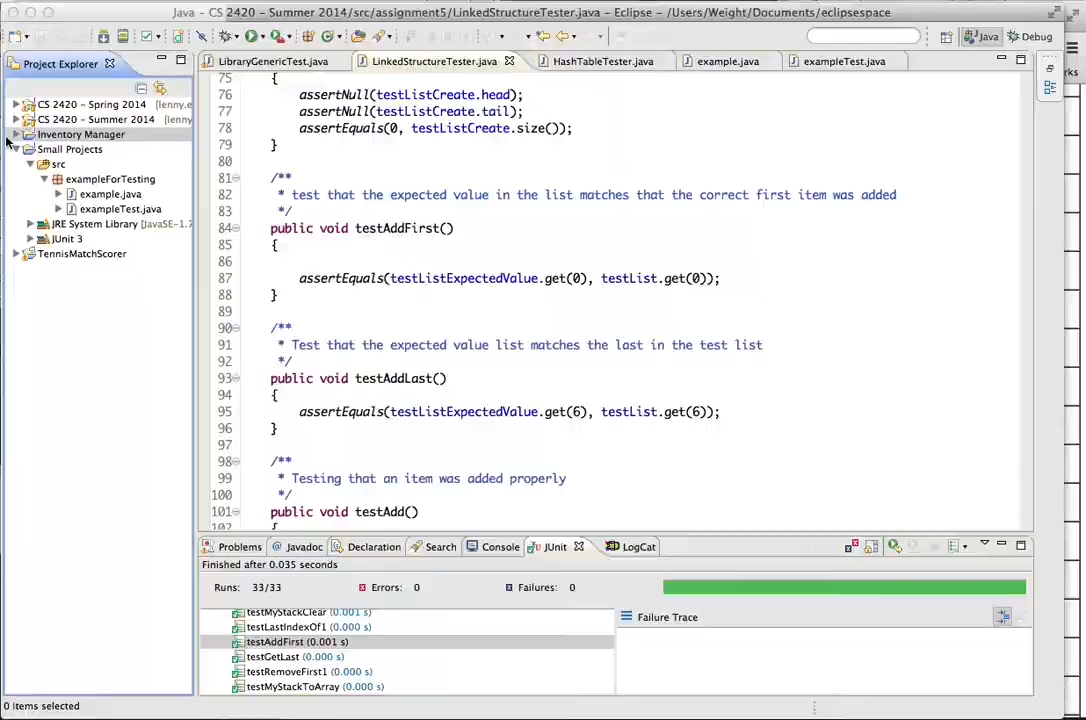 Java - CS 2420 - Summer 2014/src/assignment5/LinkedStructureTester.java - Eclipse - /Users/Weight/Documents/eclipsespace
Java
Debug
Project Explorer
LibraryGenericTest.java
LinkedStructureTester.java
HashTableTester.java
example.java
exampleTest.java
CS 2420 - Spring 2014 [lenny.e
CS 2420 - Summer 2014 [lenny
Inventory Manager
Small Projects
src
exampleForTesting
example.java
exampleTest.java
JRE System Library [JavaSE-1.7
JUnit 3
TennisMatchScorer
75 {
76 assertNull(testListCreate.head);
77 assertNull(testListCreate.tail);
78 assertEquals(0, testListCreate.size());
79 }
80
81 /**
82 * test that the expected value in the list matches that the correct first item was added
83 */
84 public void testAddFirst()
85 {
86
87 assertEquals(testListExpectedValue.get(0), testList.get(0));
88 }
89
90 /**
91 * Test that the expected value list matches the last in the test list
92 */
93 public void testAddLast()
94 {
95 assertEquals(testListExpectedValue.get(6), testList.get(6));
96 }
97
98 /**
99 * Testing that an item was added properly
100 */
101 public void testAdd()
102 {
rks
Problems
Javadoc
Declaration
Search
Console
JUnit
LogCat
Finished after 0.035 seconds
Runs: 33/33
Errors: 0
Failures: 0
testMyStackClear (0.001 s)
testLastIndexOf1 (0.000 s)
testAddFirst (0.001 s)
testGetLast (0.000 s)
testRemoveFirst1 (0.000 s)
testMyStackToArray (0.000 s)
Failure Trace
0 items selected